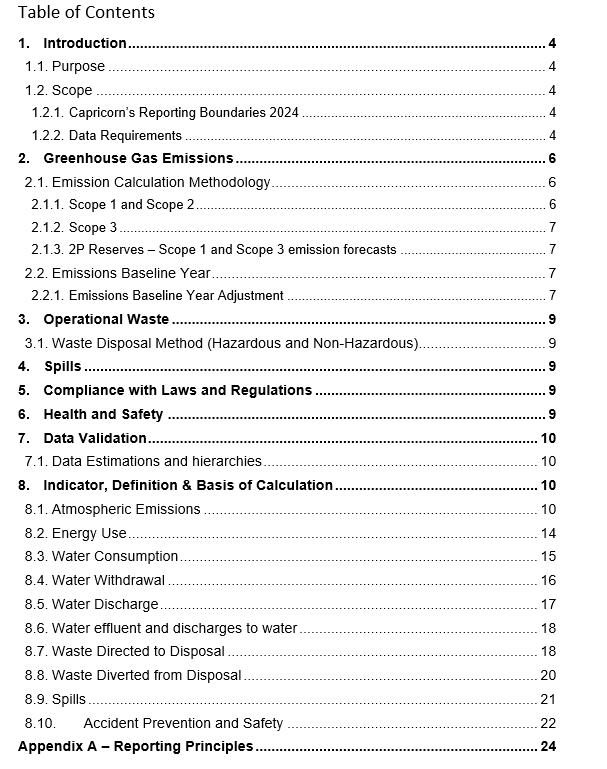 Table of Contents
1. Introduction 4
1.1. Purpose 4
1.2. Scope 4
1.2.1. Capricorn's Reporting Boundaries 2024 4
1.2.2. Data Requirements 4
2. Greenhouse Gas Emissions 6
2.1. Emission Calculation Methodology 6
2.1.1. Scope 1 and Scope 2 6
2.1.2. Scope 3 7
2.1.3. 2P Reserves – Scope 1 and Scope 3 emission forecasts 7
2.2. Emissions Baseline Year 7
2.2.1. Emissions Baseline Year Adjustment 7
3. Operational Waste 9
3.1. Waste Disposal Method (Hazardous and Non-Hazardous) 9
4. Spills 9
5. Compliance with Laws and Regulations 9
6. Health and Safety 9
7. Data Validation 10
7.1. Data Estimations and hierarchies 10
8. Indicator, Definition & Basis of Calculation 10
8.1. Atmospheric Emissions 10
8.2. Energy Use 14
8.3. Water Consumption 15
8.4. Water Withdrawal 16
8.5. Water Discharge 17
8.6. Water effluent and discharges to water 18
8.7. Waste Directed to Disposal 18
8.8. Waste Diverted from Disposal 20
8.9. Spills 21
8.10. Accident Prevention and Safety 22
Appendix A – Reporting Principles 24